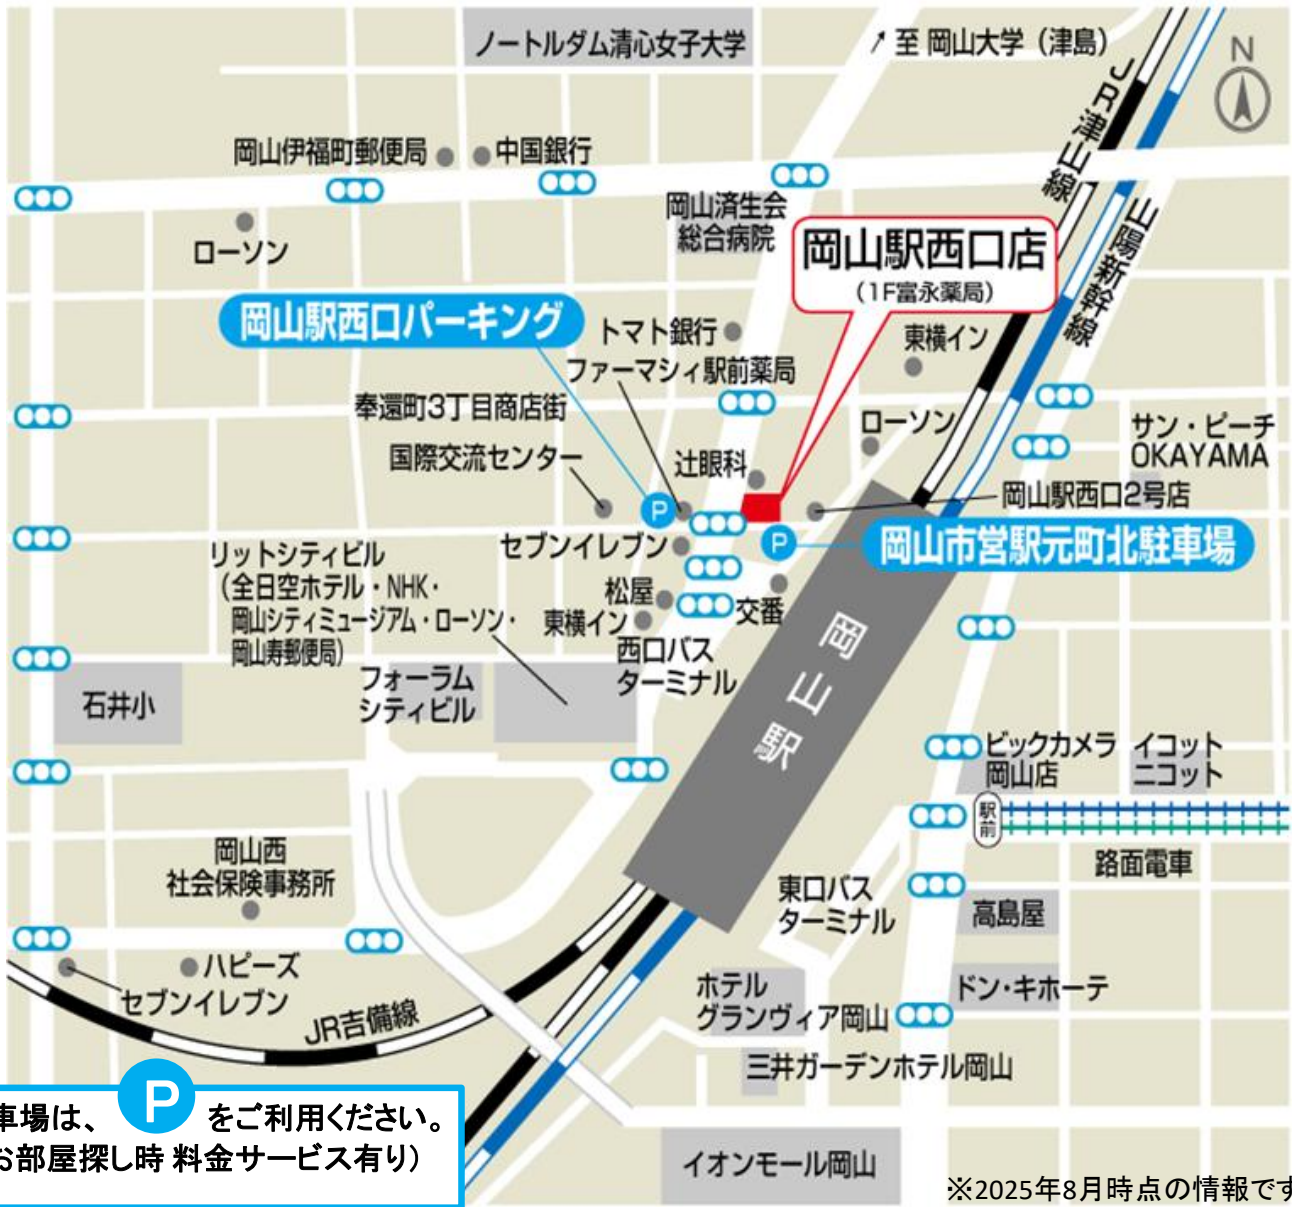 ノートルダム清心女子大学
↗ 至 岡山大学（津島）
N
JR津山線
岡山伊福町郵便局
中国銀行
岡山済生会
総合病院
山陽新幹線
ローソン
岡山駅西口店
（1F富永薬局）
岡山駅西口パーキング
トマト銀行
東横イン
ファーマシィ駅前薬局
奉還町3丁目商店街
ローソン
サン・ピーチ
OKAYAMA
国際交流センター
辻眼科
岡山駅西口2号店
P
P
岡山市営駅元町北駐車場
セブンイレブン
リットシティビル
（全日空ホテル・NHK・
岡山シティミュージアム・ローソン・
岡山寿郵便局）
松屋
交番
東横イン
西口バス
ターミナル
岡山駅
石井小
フォーラム
シティビル
ビックカメラ
岡山店
イコット
ニコット
駅前
路面電車
岡山西
社会保険事務所
東口バス
ターミナル
高島屋
ハピーズ
セブンイレブン
JR吉備線
ホテル
グランヴィア岡山
ドン・キホーテ
三井ガーデンホテル岡山
車場は、 P をご利用ください。
お部屋探し時 料金サービス有り）
イオンモール岡山
※2025年8月時点の情報です